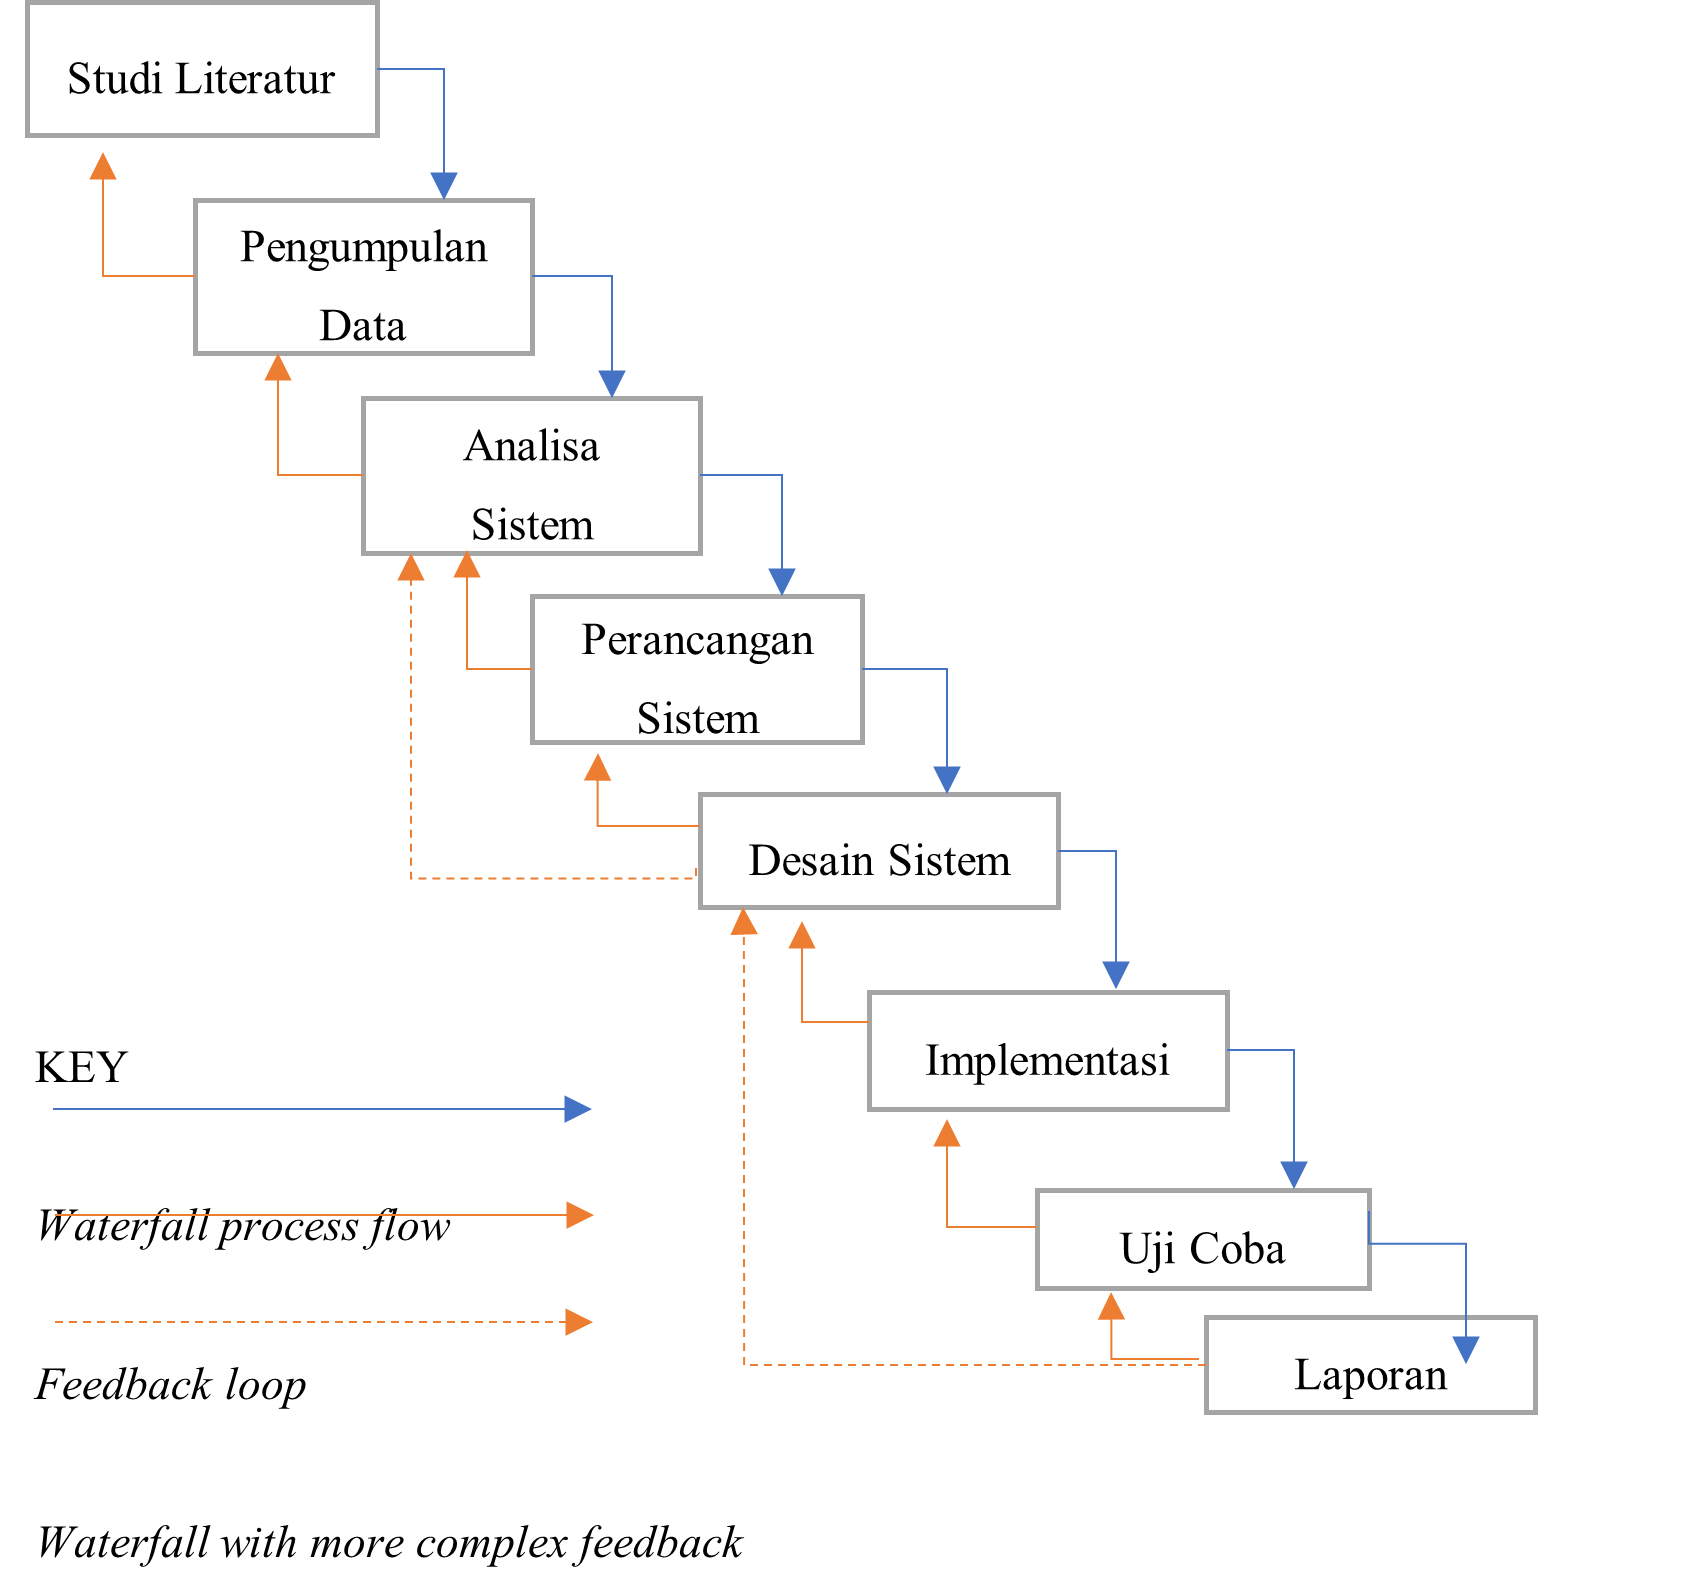 Studi Literatur
Pengumpulan
Data
Analisa
Sistem
Perancangan
Sistem
Desain Sistem
Implementasi
Uji Coba
Laporan
KEY
Waterfall process flow
Feedback loop
Waterfall with more complex feedback